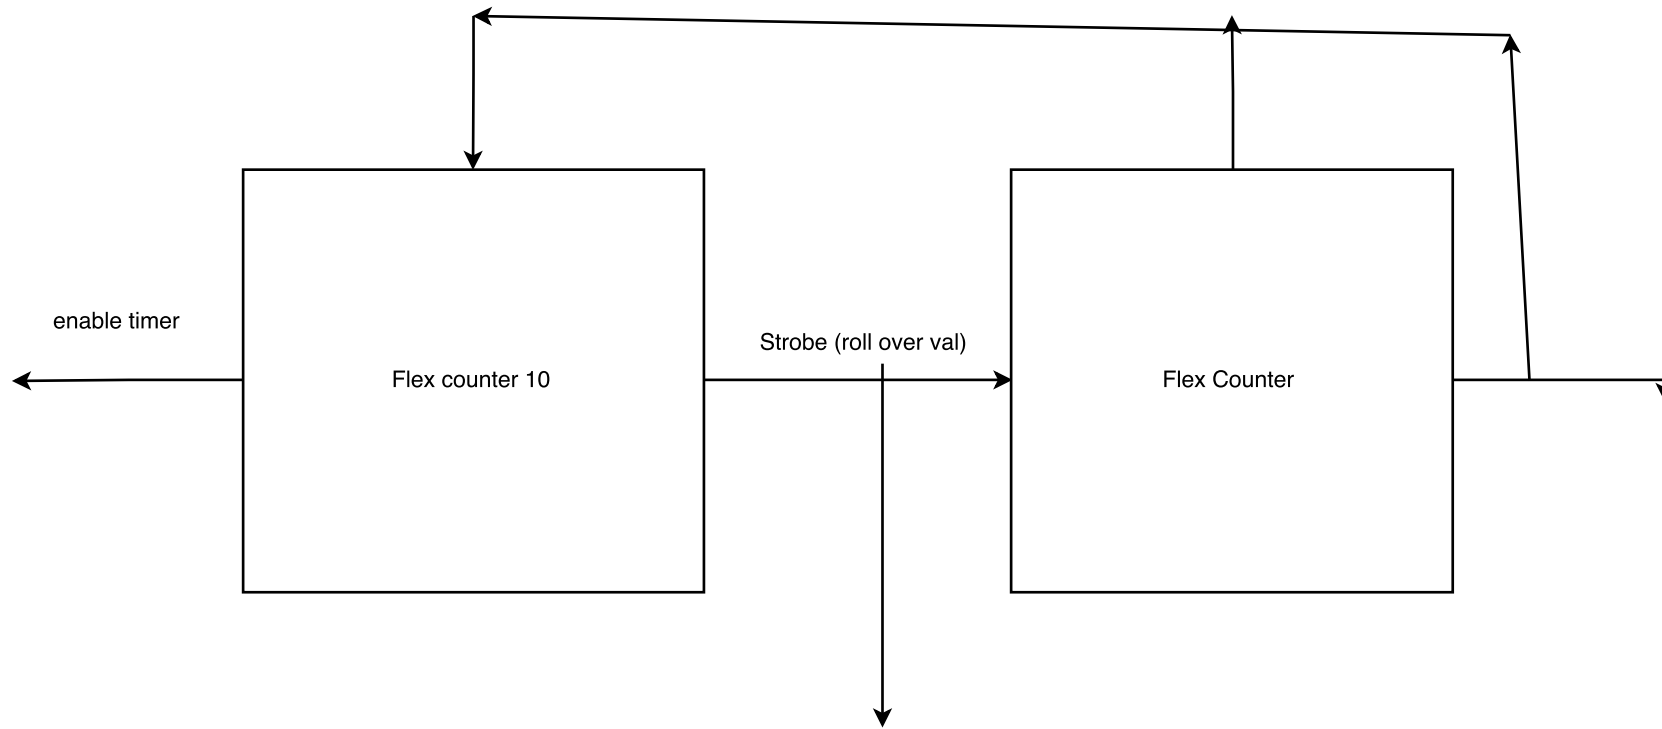 enable timer
Strobe (roll over val)
Flex counter 10
Flex Counter